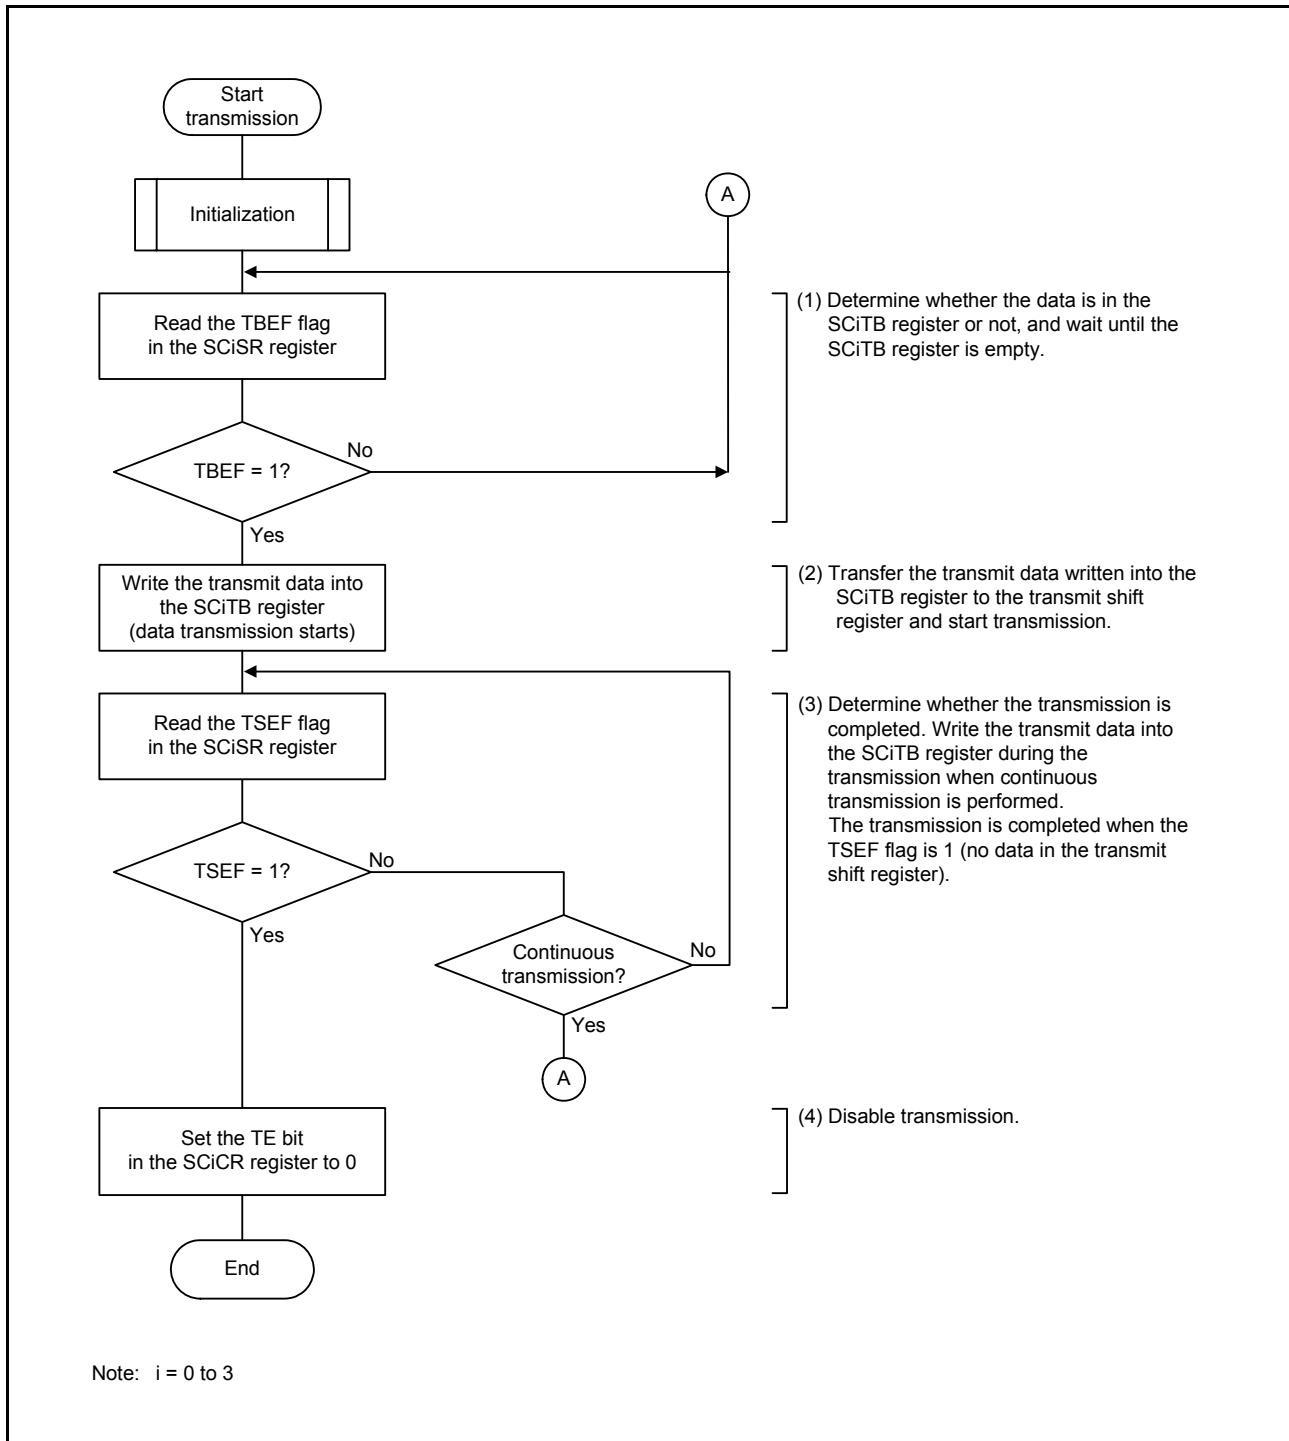 Start
transmission
Initialization
A
Read the TBEF flag
in the SCiSR register
(1) Determine whether the data is in the
SCiTB register or not, and wait until the
SCiTB register is empty.
TBEF = 1?
No
Yes
Write the transmit data into
the SCiTB register
(data transmission starts)
(2) Transfer the transmit data written into the
SCiTB register to the transmit shift
register and start transmission.
Read the TSEF flag
in the SCiSR register
(3) Determine whether the transmission is
completed. Write the transmit data into
the SCiTB register during the
transmission when continuous
transmission is performed.
The transmission is completed when the
TSEF flag is 1 (no data in the transmit
shift register).
TSEF = 1?
No
Yes
Continuous
transmission?
No
Yes
A
Set the TE bit
in the SCiCR register to 0
(4) Disable transmission.
End
Note: i = 0 to 3